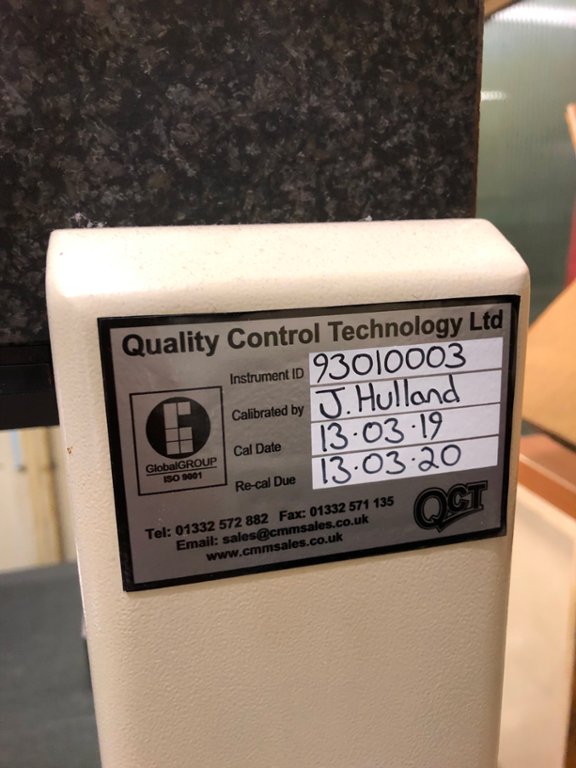 Quality Control Technology Ltd
Instrument ID 93010003
Calibrated by J. Hulland
Cal Date 13.03.19
Re-cal Due 13.03.20
GlobalGROUP
ISO 9001
Tel: 01332 572 882 Fax: 01332 571 135
Email: sales@cmmsales.co.uk
www.cmmsales.co.uk
QCT